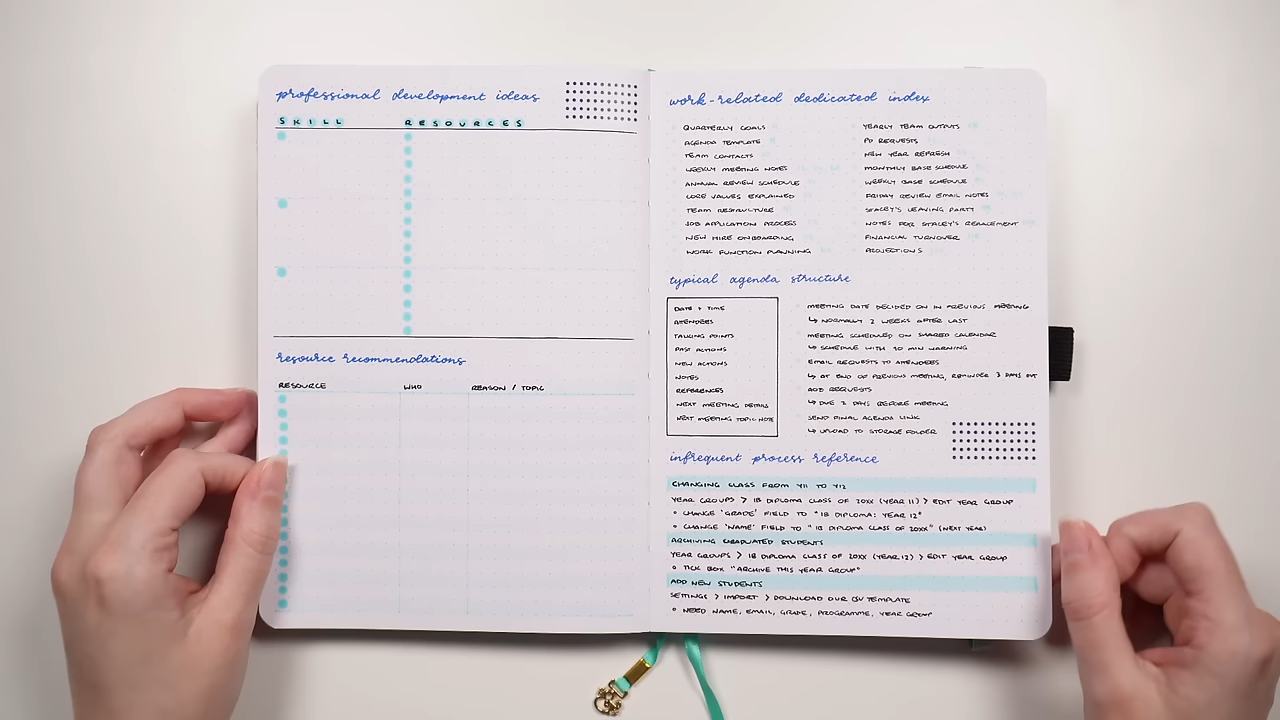 professional development ideas
SKILL RESOURCES
resource recommendations
RESOURCE WHO REASON / TOPIC
work-related dedicated index
QUARTERLY GOALS
AGENDA TEMPLATE
TEAM CONTACTS
WEEKLY MEETING NOTES
ANNUAL REVIEW SCHEDULE
CORE VALUES EXPLAINED
TEAM RESTRUCTURE
JOB APPLICATION PROCESS
NEW HIRE ONBOARDING
WORK FUNCTION PLANNING
YEARLY TEAM OUTPUTS
PD REQUESTS
NEW YEAR REFRESH
MONTHLY BASE SCHEDULE
WEEKLY BASE SCHEDULE
FRIDAY REVIEW EMAIL NOTES
STACEY'S LEAVING PARTY
NOTES FOR STACEY'S REPLACEMENT
FINANCIAL TURNOVER
PROJECTIONS
typical agenda structure
DATE + TIME
ATTENDEES
TALKING POINTS
PAST ACTIONS
NEW ACTIONS
NOTES
REFERENCES
NEXT MEETING DETAILS
NEXT MEETING TOPIC NOTE
MEETING DATE DECIDED ON IN PREVIOUS MEETING
↳ NORMALLY 2 WEEKS AFTER LAST
MEETING SCHEDULED ON SHARED CALENDAR
↳ SCHEDULE WITH 30 MIN WARNING
EMAIL REQUESTS TO ATTENDEES
↳ AT END OF PREVIOUS MEETING, REMINDER 3 DAYS OUT
ADD REQUESTS
↳ DUE 2 DAYS BEFORE MEETING
SEND FINAL AGENDA LINK
↳ UPLOAD TO STORAGE FOLDER
infrequent process reference
CHANGING CLASS FROM Y11 TO Y12
YEAR GROUPS > IB DIPLOMA CLASS OF 20XX (YEAR 11) > EDIT YEAR GROUP
° CHANGE 'GRADE' FIELD TO "IB DIPLOMA: YEAR 12"
° CHANGE 'NAME' FIELD TO "IB DIPLOMA CLASS OF 20XX" (NEXT YEAR)
ARCHIVING GRADUATED STUDENTS
YEAR GROUPS > IB DIPLOMA CLASS OF 20XX (YEAR 12) > EDIT YEAR GROUP
° TICK BOX "ARCHIVE THIS YEAR GROUP"
ADD NEW STUDENTS
SETTINGS > IMPORT > DOWNLOAD OUR CSV TEMPLATE
° NEED NAME, EMAIL, GRADE, PROGRAMME, YEAR GROUP